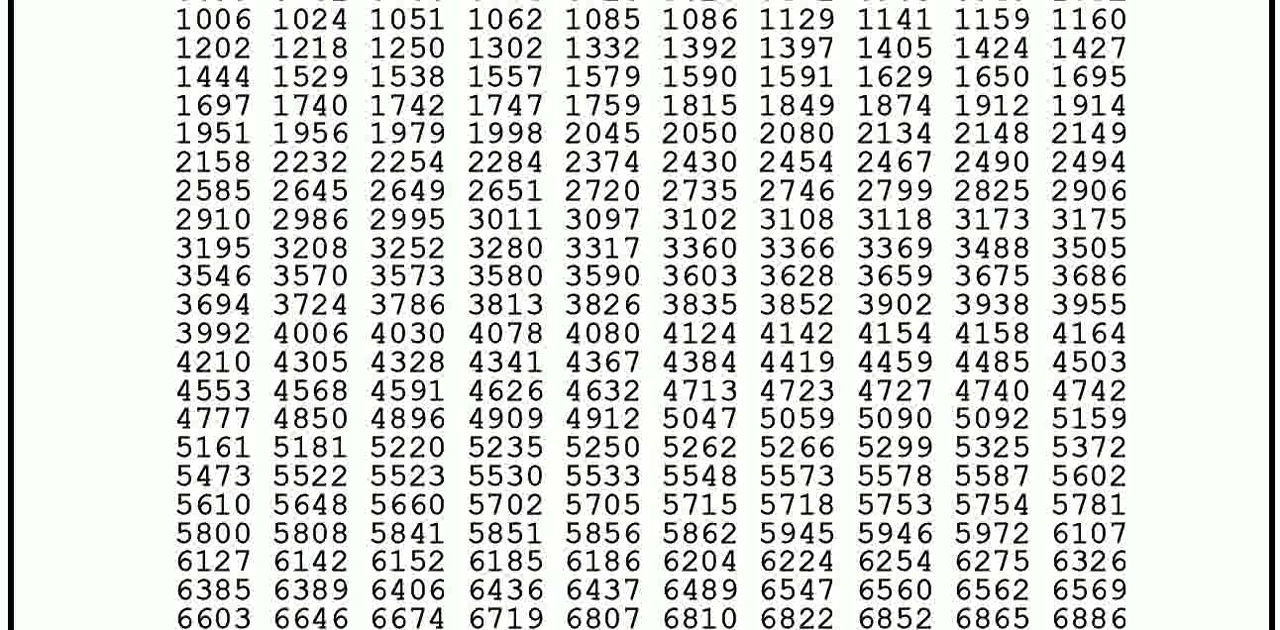 1006 1024 1051 1062 1085 1086 1129 1141 1159 1160
1202 1218 1250 1302 1332 1392 1397 1405 1424 1427
1444 1529 1538 1557 1579 1590 1591 1629 1650 1695
1697 1740 1742 1747 1759 1815 1849 1874 1912 1914
1951 1956 1979 1998 2045 2050 2080 2134 2148 2149
2158 2232 2254 2284 2374 2430 2454 2467 2490 2494
2585 2645 2649 2651 2720 2735 2746 2799 2825 2906
2910 2986 2995 3011 3097 3102 3108 3118 3173 3175
3195 3208 3252 3280 3317 3360 3366 3369 3488 3505
3546 3570 3573 3580 3590 3603 3628 3659 3675 3686
3694 3724 3786 3813 3826 3835 3852 3902 3938 3955
3992 4006 4030 4078 4080 4124 4142 4154 4158 4164
4210 4305 4328 4341 4367 4384 4419 4459 4485 4503
4553 4568 4591 4626 4632 4713 4723 4727 4740 4742
4777 4850 4896 4909 4912 5047 5059 5090 5092 5159
5161 5181 5220 5235 5250 5262 5266 5299 5325 5372
5473 5522 5523 5530 5533 5548 5573 5578 5587 5602
5610 5648 5660 5702 5705 5715 5718 5753 5754 5781
5800 5808 5841 5851 5856 5862 5945 5946 5972 6107
6127 6142 6152 6185 6186 6204 6224 6254 6275 6326
6385 6389 6406 6436 6437 6489 6547 6560 6562 6569
6603 6646 6674 6719 6807 6810 6822 6852 6865 6886